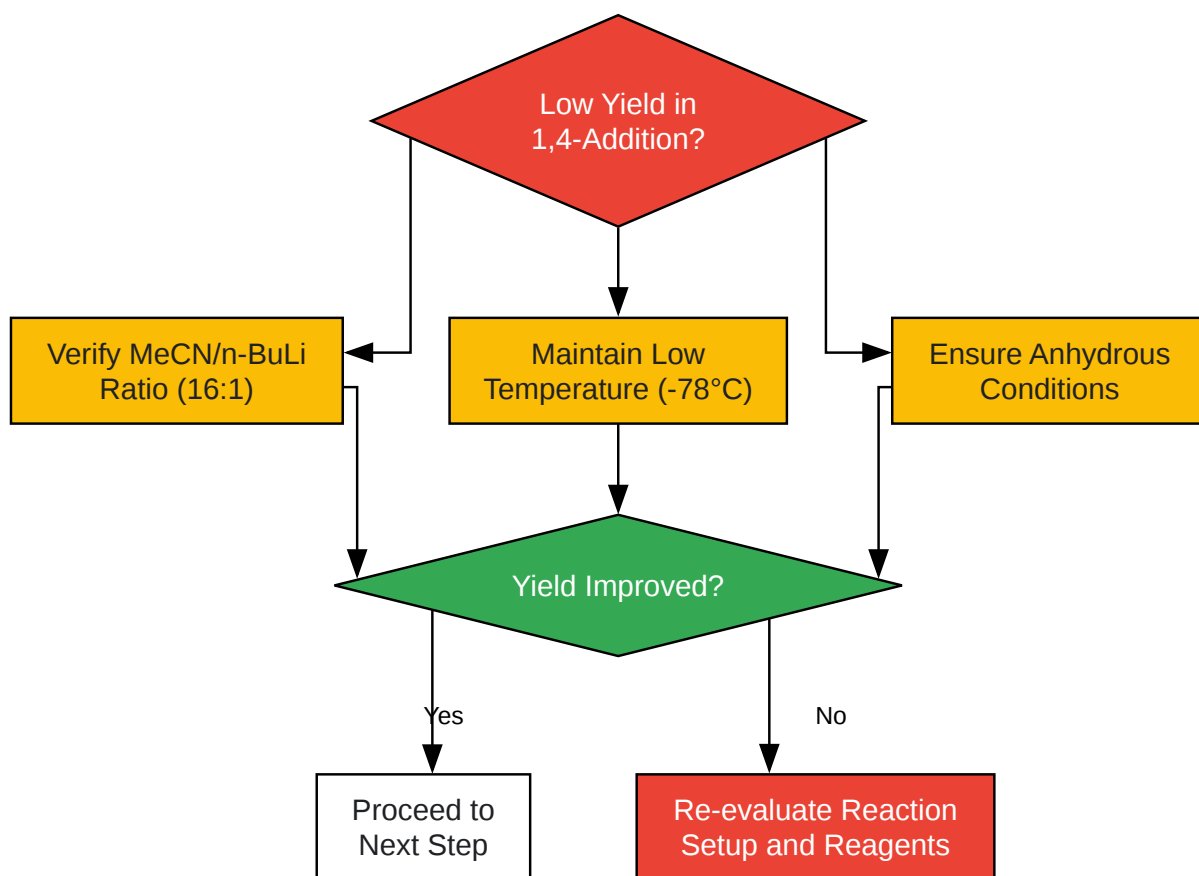 Low Yield in
1,4-Addition?
Verify MeCN/n-BuLi
Ratio (16:1)
Maintain Low
Temperature (-78°C)
Ensure Anhydrous
Conditions
Yield Improved?
Yes
No
Proceed to
Next Step
Re-evaluate Reaction
Setup and Reagents